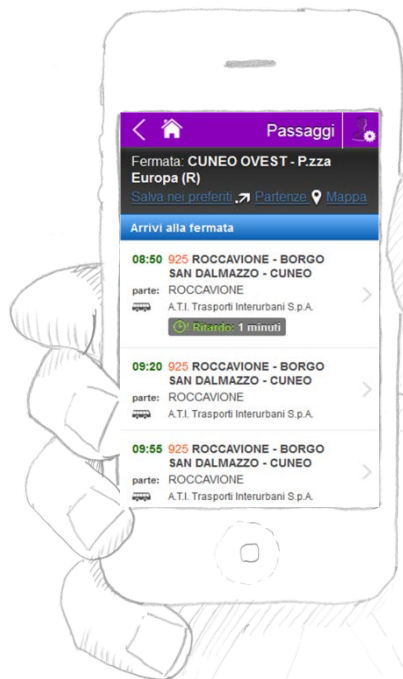 Passaggi
Fermata: CUNEO OVEST - P.zza
Europa (R)
Salva nei preferiti Partenze Mappa
Arrivi alla fermata
08:50 925 ROCCAVIONE - BORGO
SAN DALMAZZO - CUNEO
parte: ROCCAVIONE
A.T.I. Trasporti Interurbani S.p.A.
Ritardo: 1 minuti
09:20 925 ROCCAVIONE - BORGO
SAN DALMAZZO - CUNEO
parte: ROCCAVIONE
A.T.I. Trasporti Interurbani S.p.A.
09:55 925 ROCCAVIONE - BORGO
SAN DALMAZZO - CUNEO
parte: ROCCAVIONE
A.T.I. Trasporti Interurbani S.p.A.